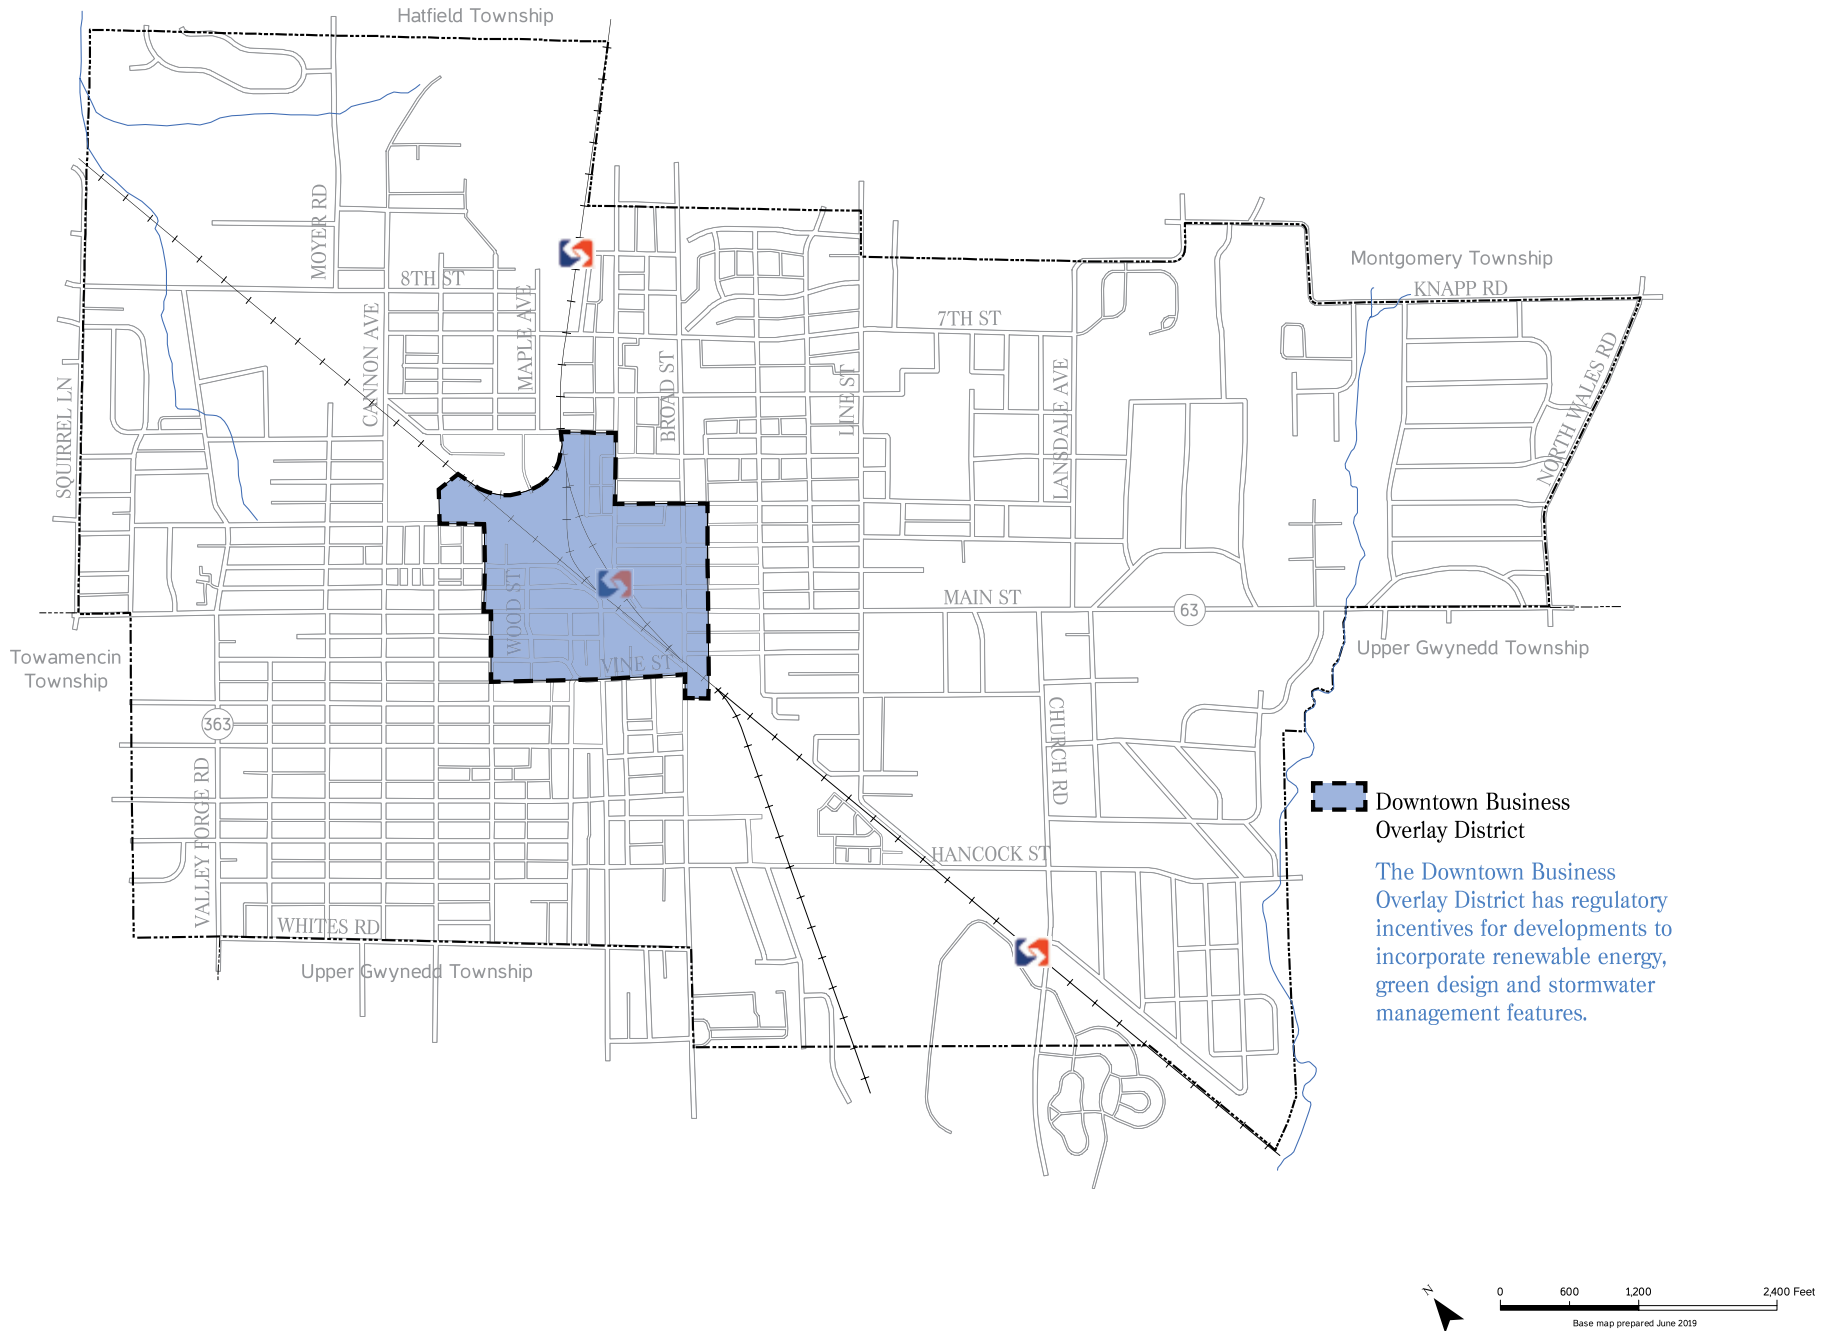 Hatfield Township
MOYER RD
8TH ST
CANNON AVE
MAPLE AVE
BROAD ST
7TH ST
LINE ST
LANSDALE AVE
Montgomery Township
KNAPP RD
NORTH WALES RD
SQUIRREL LN
WOOD ST
MAIN ST
63
VINE ST
Towamencin
Township
Upper Gwynedd Township
363
CHURCH RD
VALLEY FORGE RD
HANCOCK ST
WHITES RD
Upper Gwynedd Township
Downtown Business
Overlay District
The Downtown Business
Overlay District has regulatory
incentives for developments to
incorporate renewable energy,
green design and stormwater
management features.
N
0 600 1,200 2,400 Feet
Base map prepared June 2019